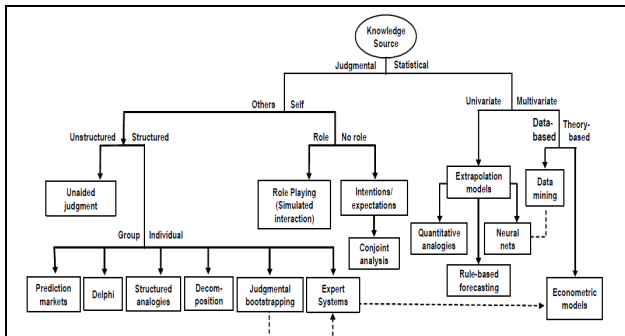 Knowledge
Source
Judgmental Statistical
Others Self
Univariate Multivariate
Unstructured Structured
Role No role
Data-
based
Theory-
based
Unaided
judgment
Role Playing
(Simulated
interaction)
Intentions/
expectations
Extrapolation
models
Data
mining
Conjoint
analysis
Quantitative
analogies
Neural
nets
Group Individual
Rule-based
forecasting
Prediction
markets
Delphi
Structured
analogies
Decom-
position
Judgmental
bootstrapping
Expert
Systems
Econometric
models